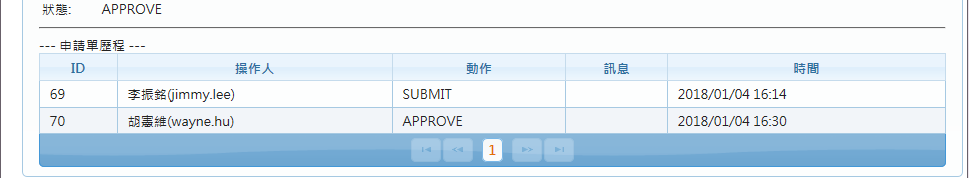 狀態: APPROVE
--- 申請單歷程 ---
ID 操作人 動作 訊息 時間
69 李振銘(jimmy.lee) SUBMIT 2018/01/04 16:14
70 胡憲維(wayne.hu) APPROVE 2018/01/04 16:30
1